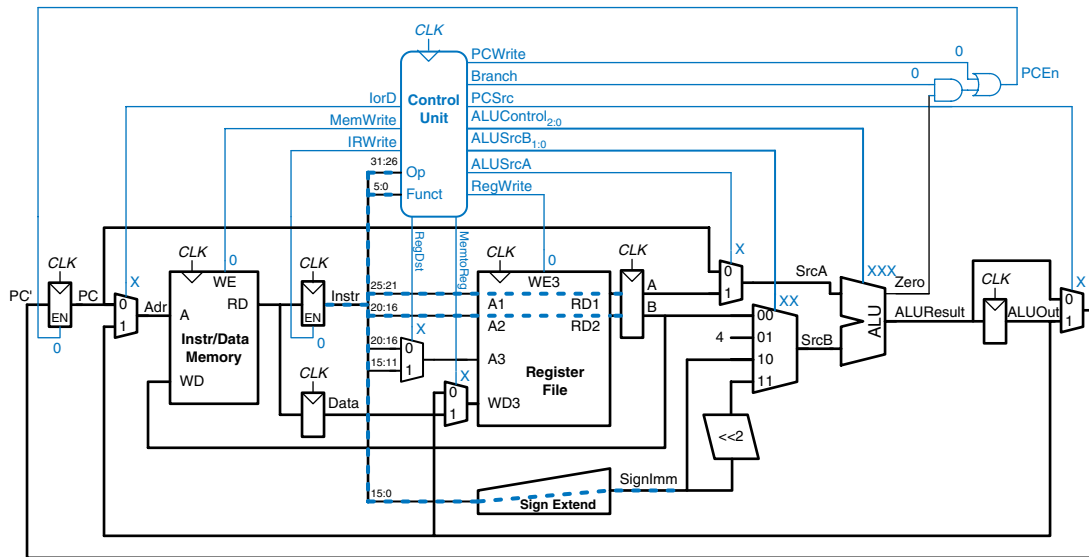 CLK
PCWrite
0
Branch
0
PCEn
IorD
Control
Unit
PCSrc
X
MemWrite
ALUControl2:0
IRWrite
ALUSrcB1:0
31:26
Op
ALUSrcA
5:0
Funct
RegWrite
RegDst
MemtoReg
CLK
CLK
CLK
CLK
CLK
CLK
X
0
0
X
XXX
PC'
PC
EN
0
0
1
Adr
WE
RD
A
Instr/Data
Memory
WD
EN
0
Instr
25:21
20:16
A1
A2
WE3
RD1
RD2
A
B
0
1
SrcA
XX
00
4
01
10
11
SrcB
ALU
Zero
ALUResult
ALUOut
0
1
X
20:16
15:11
0
1
A3
Register
File
X
0
1
WD3
CLK
Data
<<2
15:0
Sign Extend
SignImm